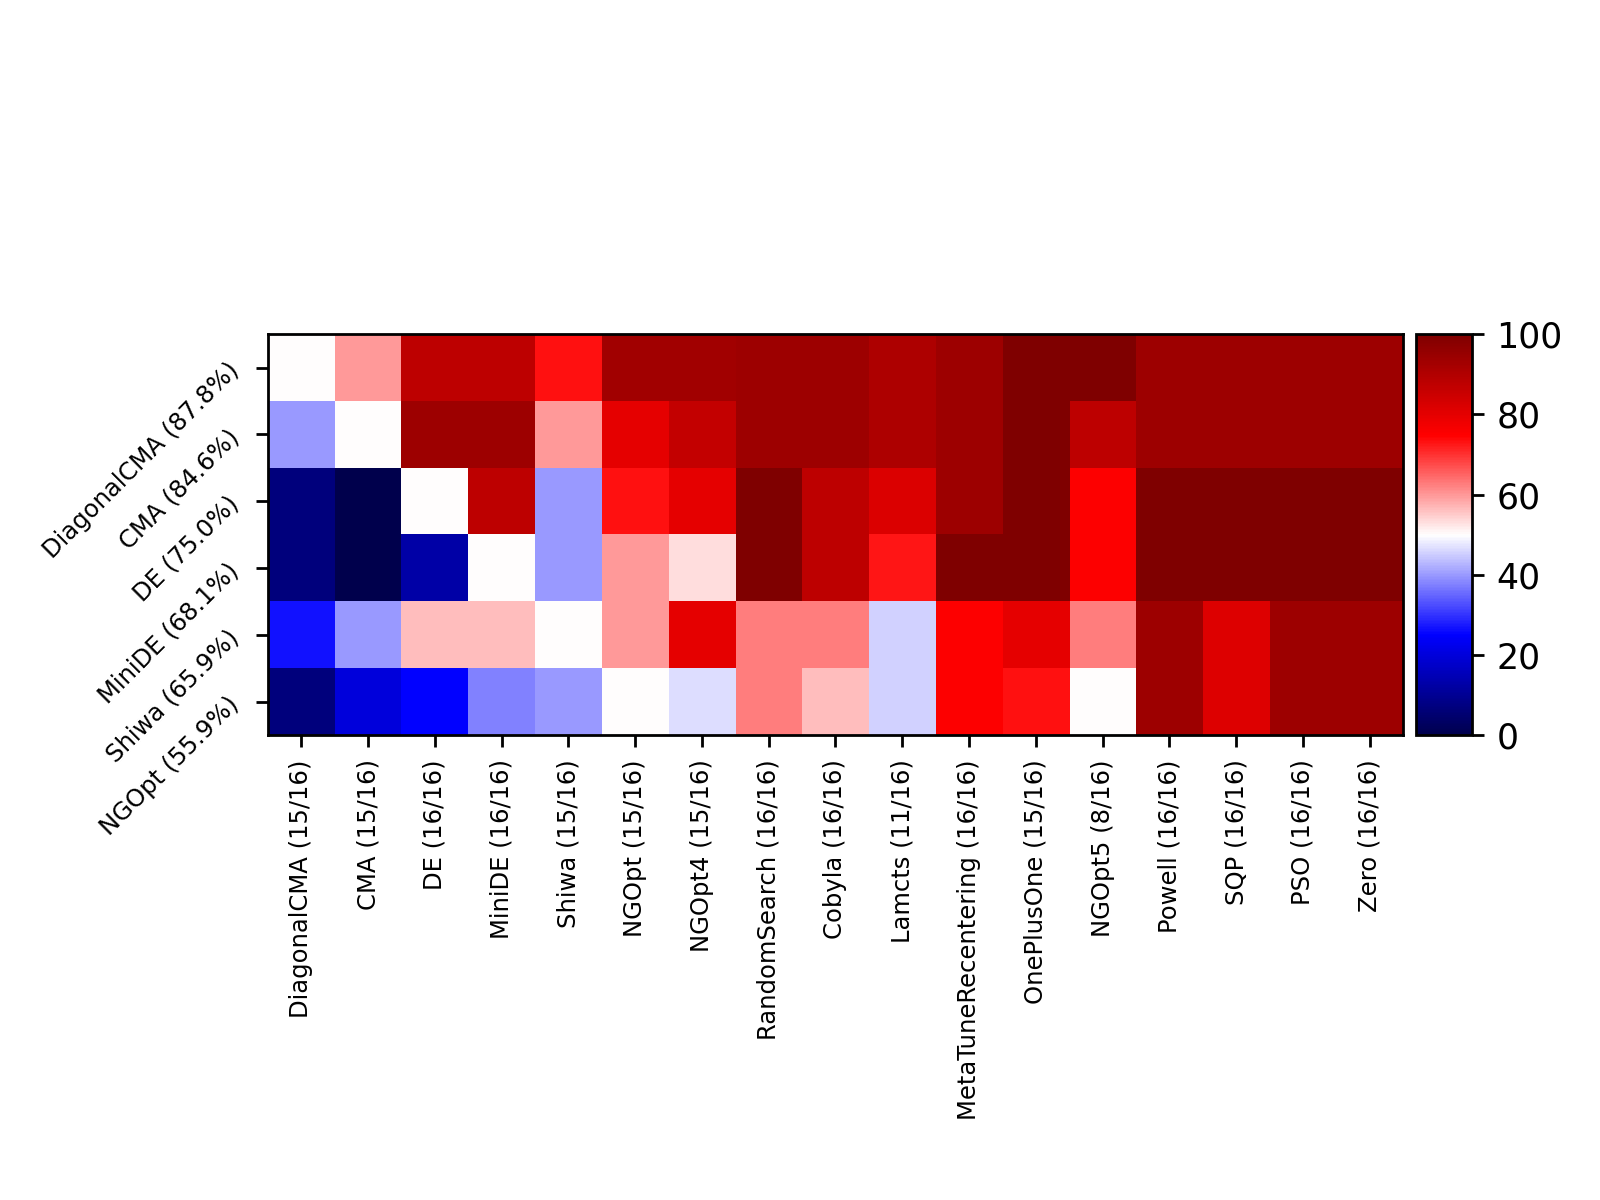 DiagonalCMA (87.8%)
CMA (84.6%)
DE (75.0%)
MiniDE (68.1%)
Shiwa (65.9%)
NGOpt (55.9%)
DiagonalCMA (15/16)
CMA (15/16)
DE (16/16)
MiniDE (16/16)
Shiwa (15/16)
NGOpt (15/16)
NGOpt4 (15/16)
RandomSearch (16/16)
Cobyla (16/16)
Lamcts (11/16)
MetaTuneRecentering (16/16)
OnePlusOne (15/16)
NGOpt5 (8/16)
Powell (16/16)
SQP (16/16)
PSO (16/16)
Zero (16/16)
100
80
60
40
20
0